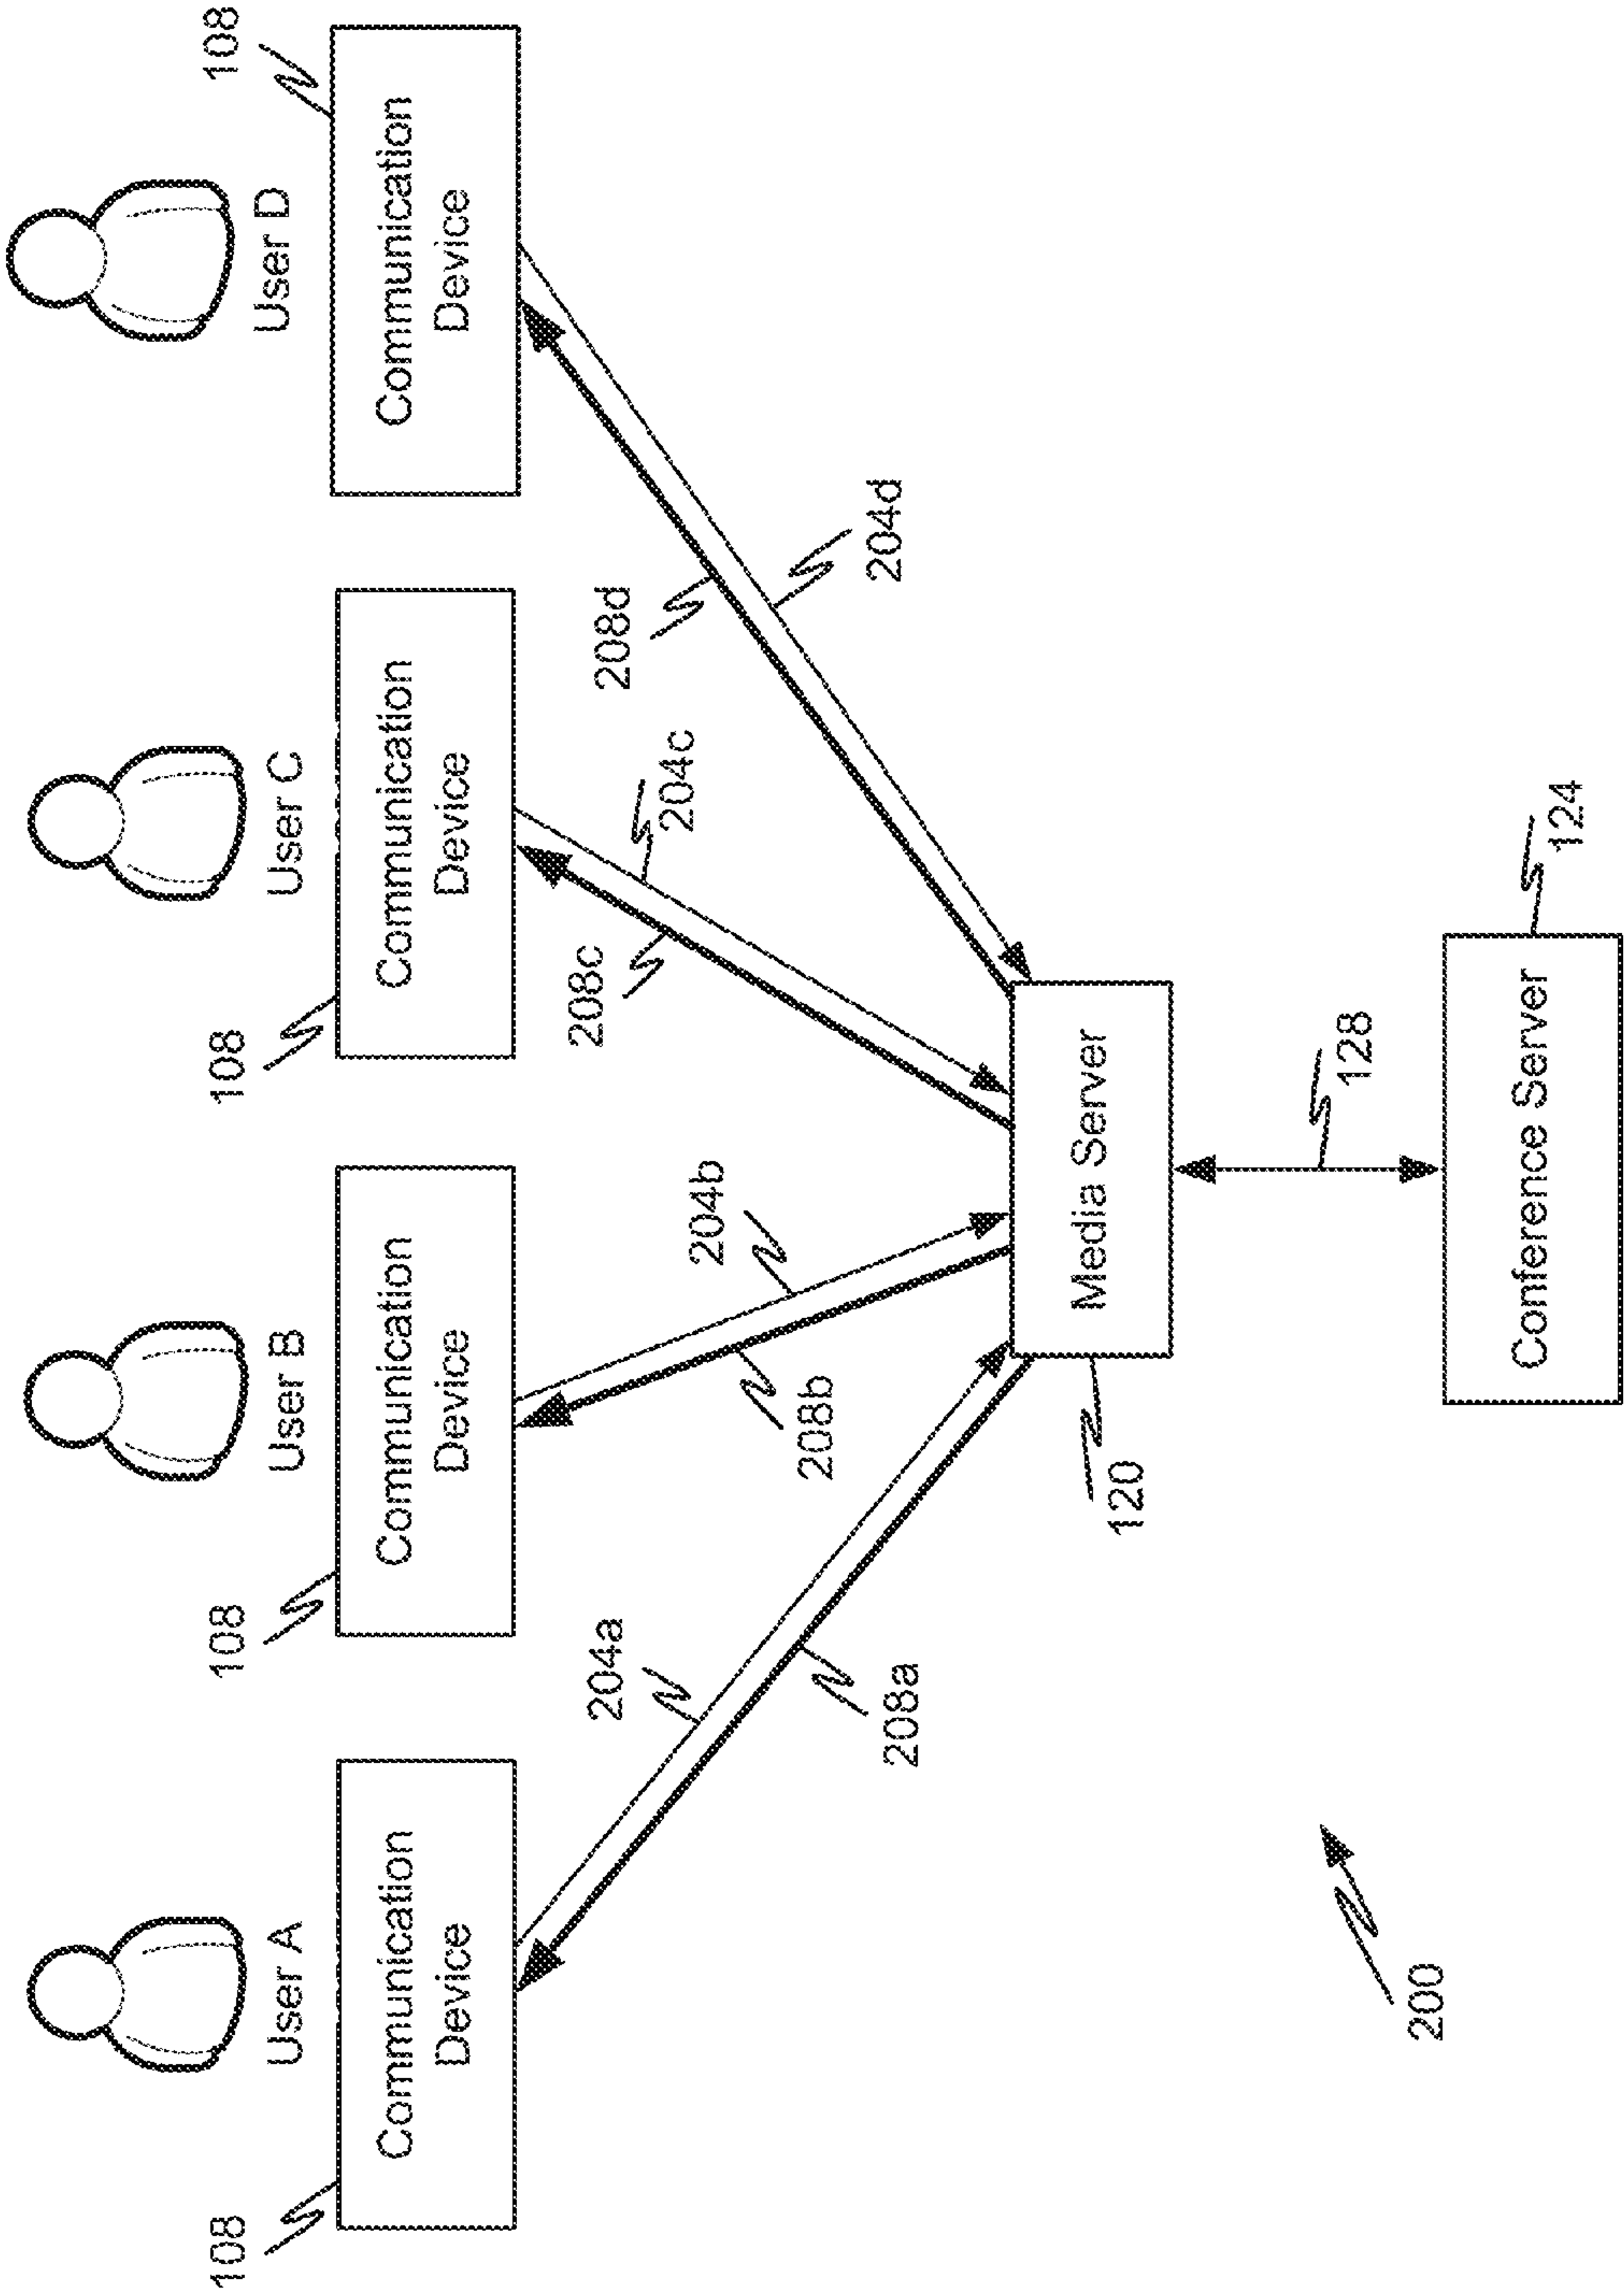 User A
User B
User C
User D
108
108
108
108
Communication
Device
Communication
Device
Communication
Device
Communication
Device
204a
208a
204b
208b
208c
204c
208d
204d
120
Media Server
128
200
Conference Server
124